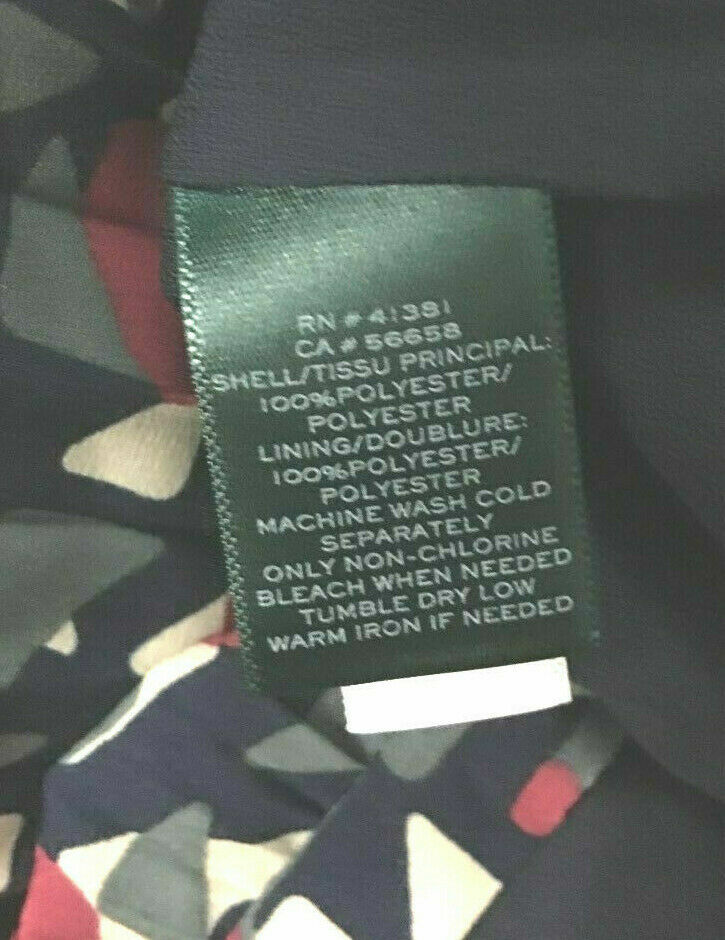 RN # 41381
CA # 56658
SHELL/TISSU PRINCIPAL:
100%POLYESTER/
POLYESTER
LINING/DOUBLURE:
100%POLYESTER/
POLYESTER
MACHINE WASH COLD
SEPARATELY
ONLY NON-CHLORINE
BLEACH WHEN NEEDED
TUMBLE DRY LOW
WARM IRON IF NEEDED